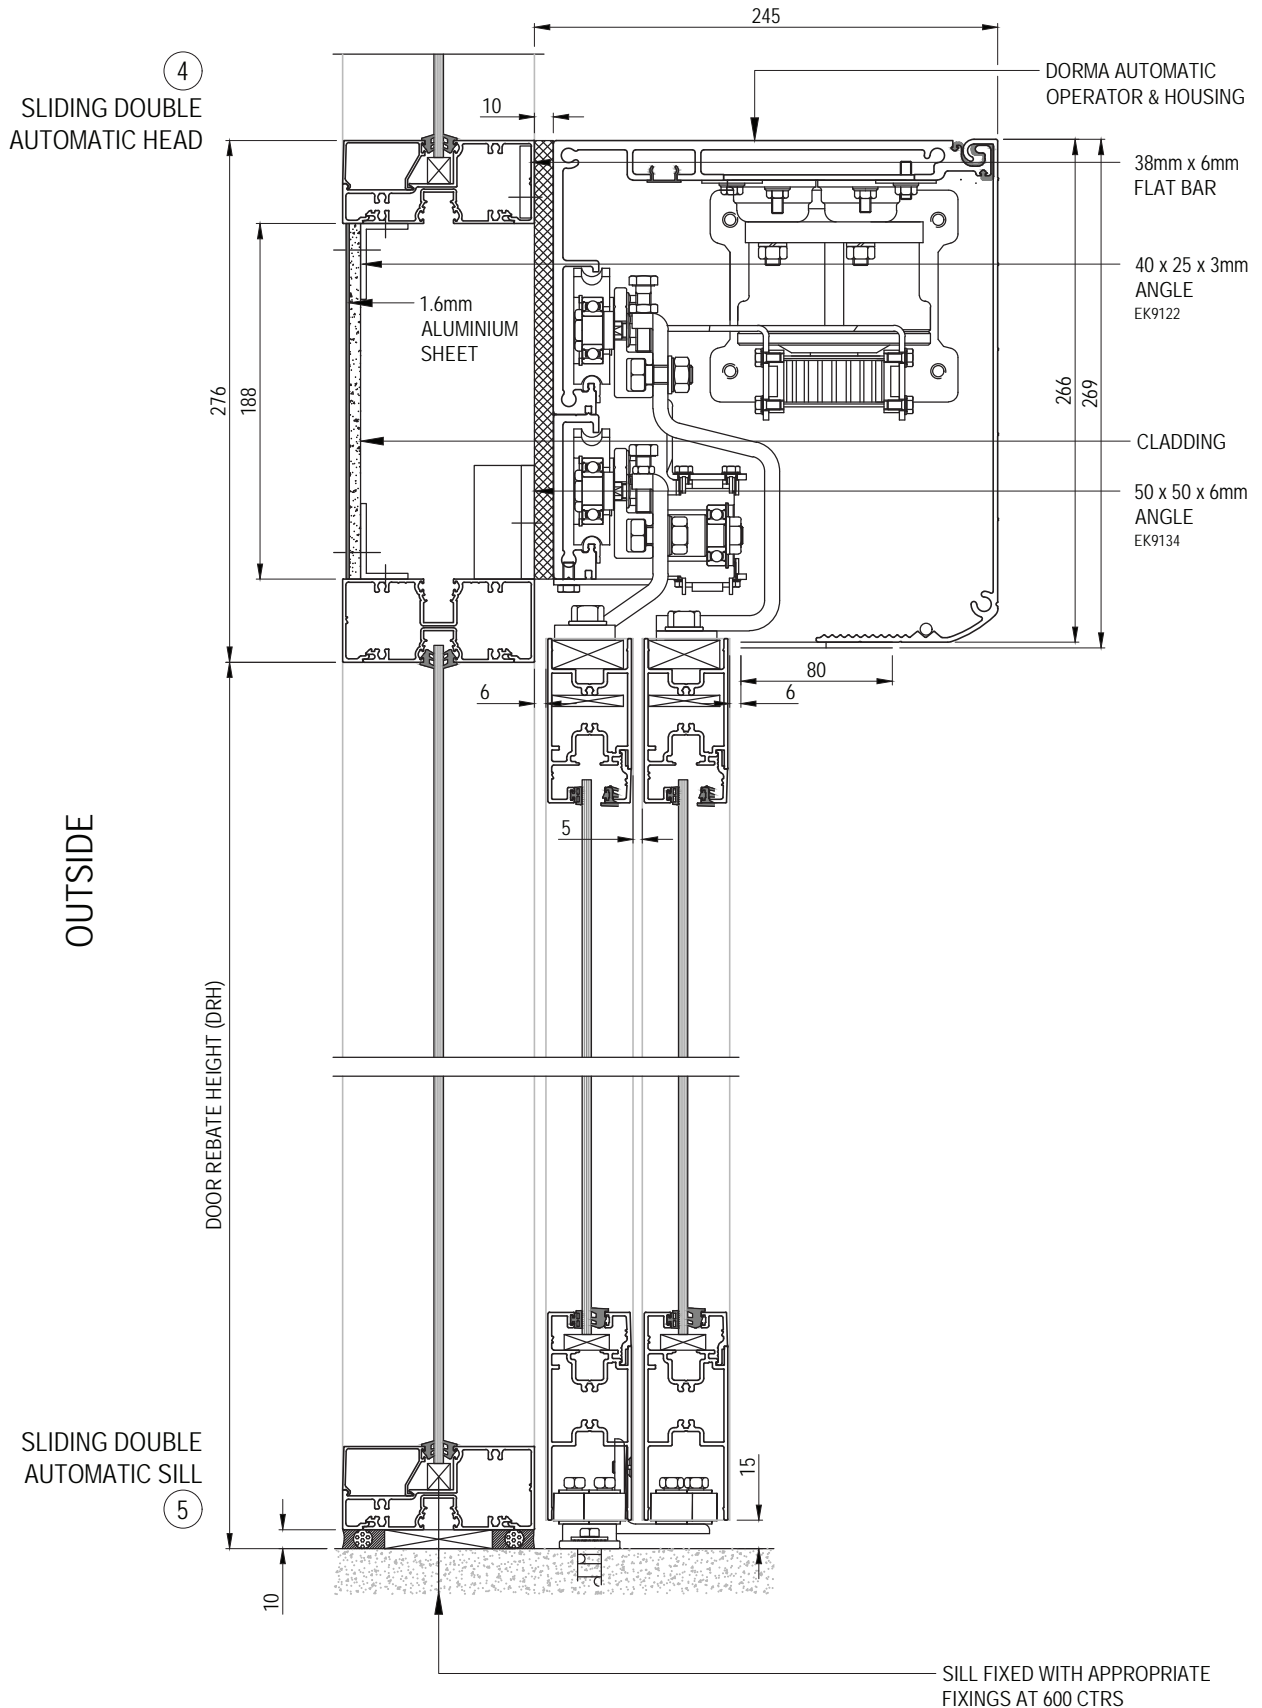 245
4
SLIDING DOUBLE
AUTOMATIC HEAD
DORMA AUTOMATIC
OPERATOR & HOUSING
10
38mm x 6mm
FLAT BAR
40 x 25 x 3mm
ANGLE
EK9122
1.6mm
ALUMINIUM
SHEET
276
188
266
269
CLADDING
50 x 50 x 6mm
ANGLE
EK9134
80
6
6
5
OUTSIDE
DOOR REBATE HEIGHT (DRH)
SLIDING DOUBLE
AUTOMATIC SILL
5
15
10
SILL FIXED WITH APPROPRIATE
FIXINGS AT 600 CTRS